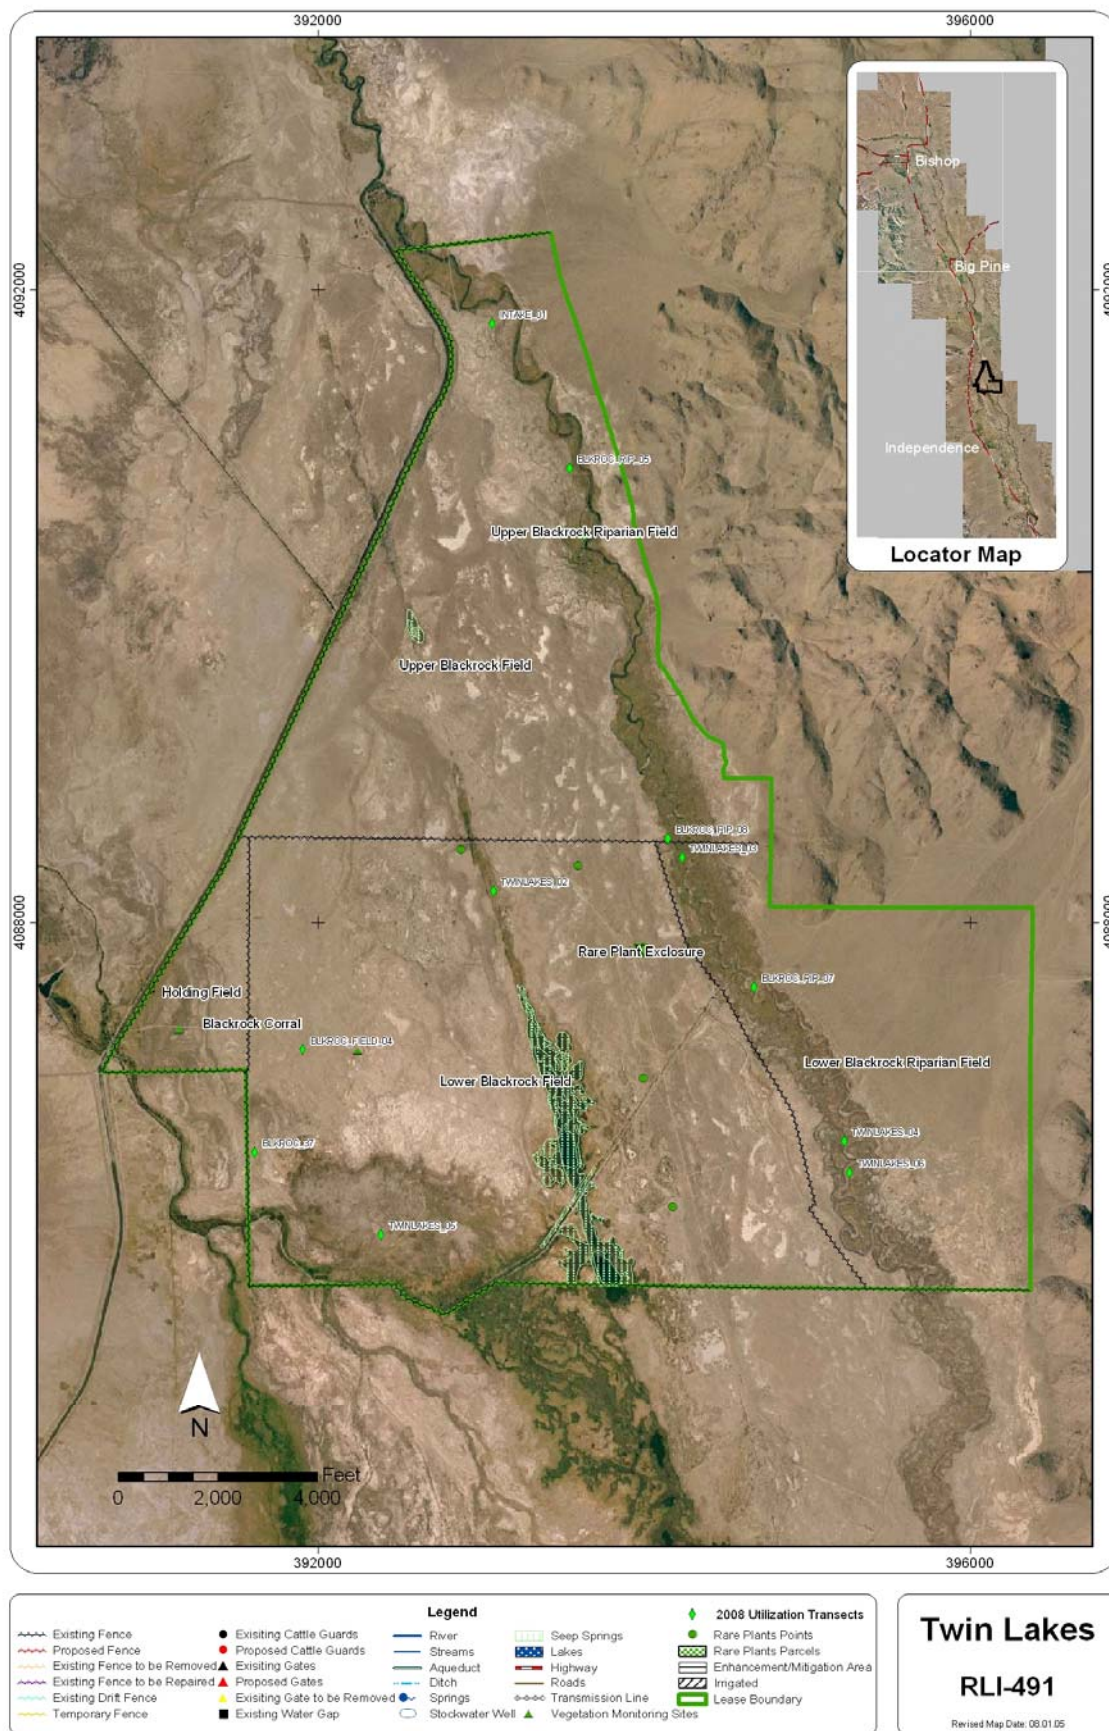 392000
396000
Bishop
Big Pine
Independence
Locator Map
4092000
4092000
INTAKE_01
BLKROC_RIP_05
Upper Blackrock Riparian Field
Upper Blackrock Field
BLKROC_RIP_08
TWINLAKES_03
TWINLAKES_02
4088000
4088000
Rare Plant Exclosure
Holding Field
BLKROC_RIP_07
Blackrock Corral
BLKROC_FIELD_04
Lower Blackrock Riparian Field
Lower Blackrock Field
TWINLAKES_04
BLKROC_37
TWINLAKES_06
TWINLAKES_05
N
Feet
0 2,000 4,000
392000
396000
Legend
Existing Fence
Proposed Fence
Existing Fence to be Removed
Existing Fence to be Repaired
Existing Drift Fence
Temporary Fence
Exisiting Cattle Guards
Proposed Cattle Guards
Exisiting Gates
Proposed Gates
Existing Gate to be Removed
Existing Water Gap
River
Streams
Aqueduct
Ditch
Springs
Stockwater Well
Seep Springs
Lakes
Highway
Roads
Transmission Line
Vegetation Monitoring Sites
2008 Utilization Transects
Rare Plants Points
Rare Plants Parcels
Enhancement/Mitigation Area
Irrigated
Lease Boundary
Twin Lakes
RLI-491
Revised Map Date: 08.01.05